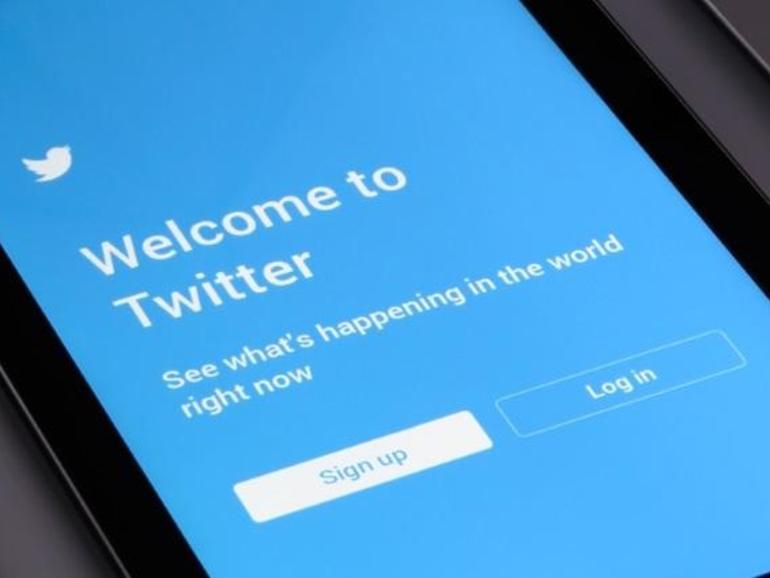 Welcome to
Twitter
See what's happening in the world
right now
Sign up
Log in